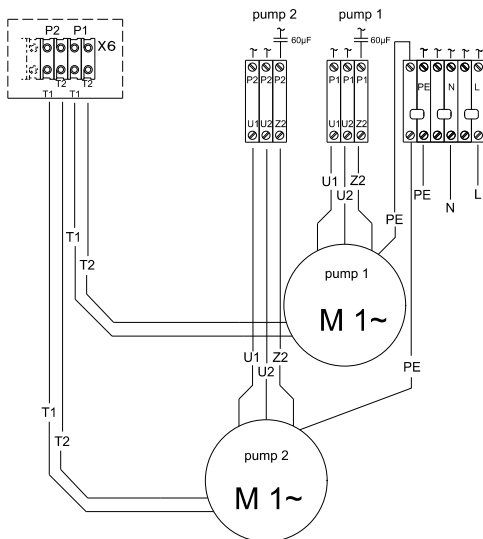 pump 2 pump 1
60µF 60µF
P2 P1
X6
T2 T2
T1 T1
P2 P2 P2 P1 P1 P1
PE N L
U1 U2 Z2 U1 U2 Z2
U1 Z2
U2
PE
PE
N
L
T1
T2
pump 1
M 1~
U1 Z2
U2
PE
T1
T2
pump 2
M 1~